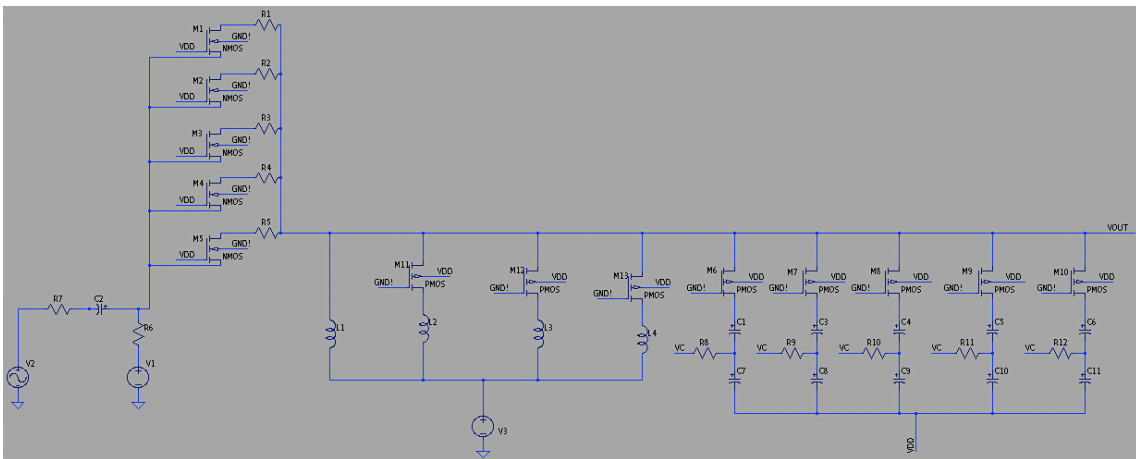 R1
M1
GND!
VDD
NMOS
R2
M2
GND!
VDD
NMOS
R3
M3
GND!
VDD
NMOS
R4
M4
GND!
VDD
NMOS
R5
M5
GND!
VDD
NMOS
VOUT
M11
VDD
GND!
PMOS
M12
VDD
GND!
PMOS
M13
VDD
GND!
PMOS
M6
VDD
GND!
PMOS
M7
VDD
GND!
PMOS
M8
VDD
GND!
PMOS
M9
VDD
GND!
PMOS
M10
VDD
GND!
PMOS
R7
C2
R6
V2
V1
L1
L2
L3
L4
C1
C3
C4
C5
C6
VC
R8
VC
R9
VC
R10
VC
R11
VC
R12
C7
C8
C9
C10
C11
V3
VDD